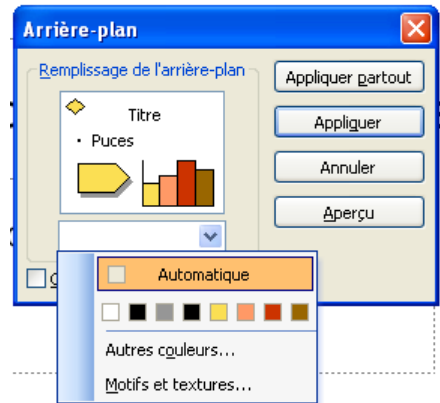 Arrière-plan
Remplissage de l'arrière-plan
Titre
• Puces
Appliquer partout
Appliquer
Annuler
Aperçu
Automatique
Autres couleurs...
Motifs et textures...